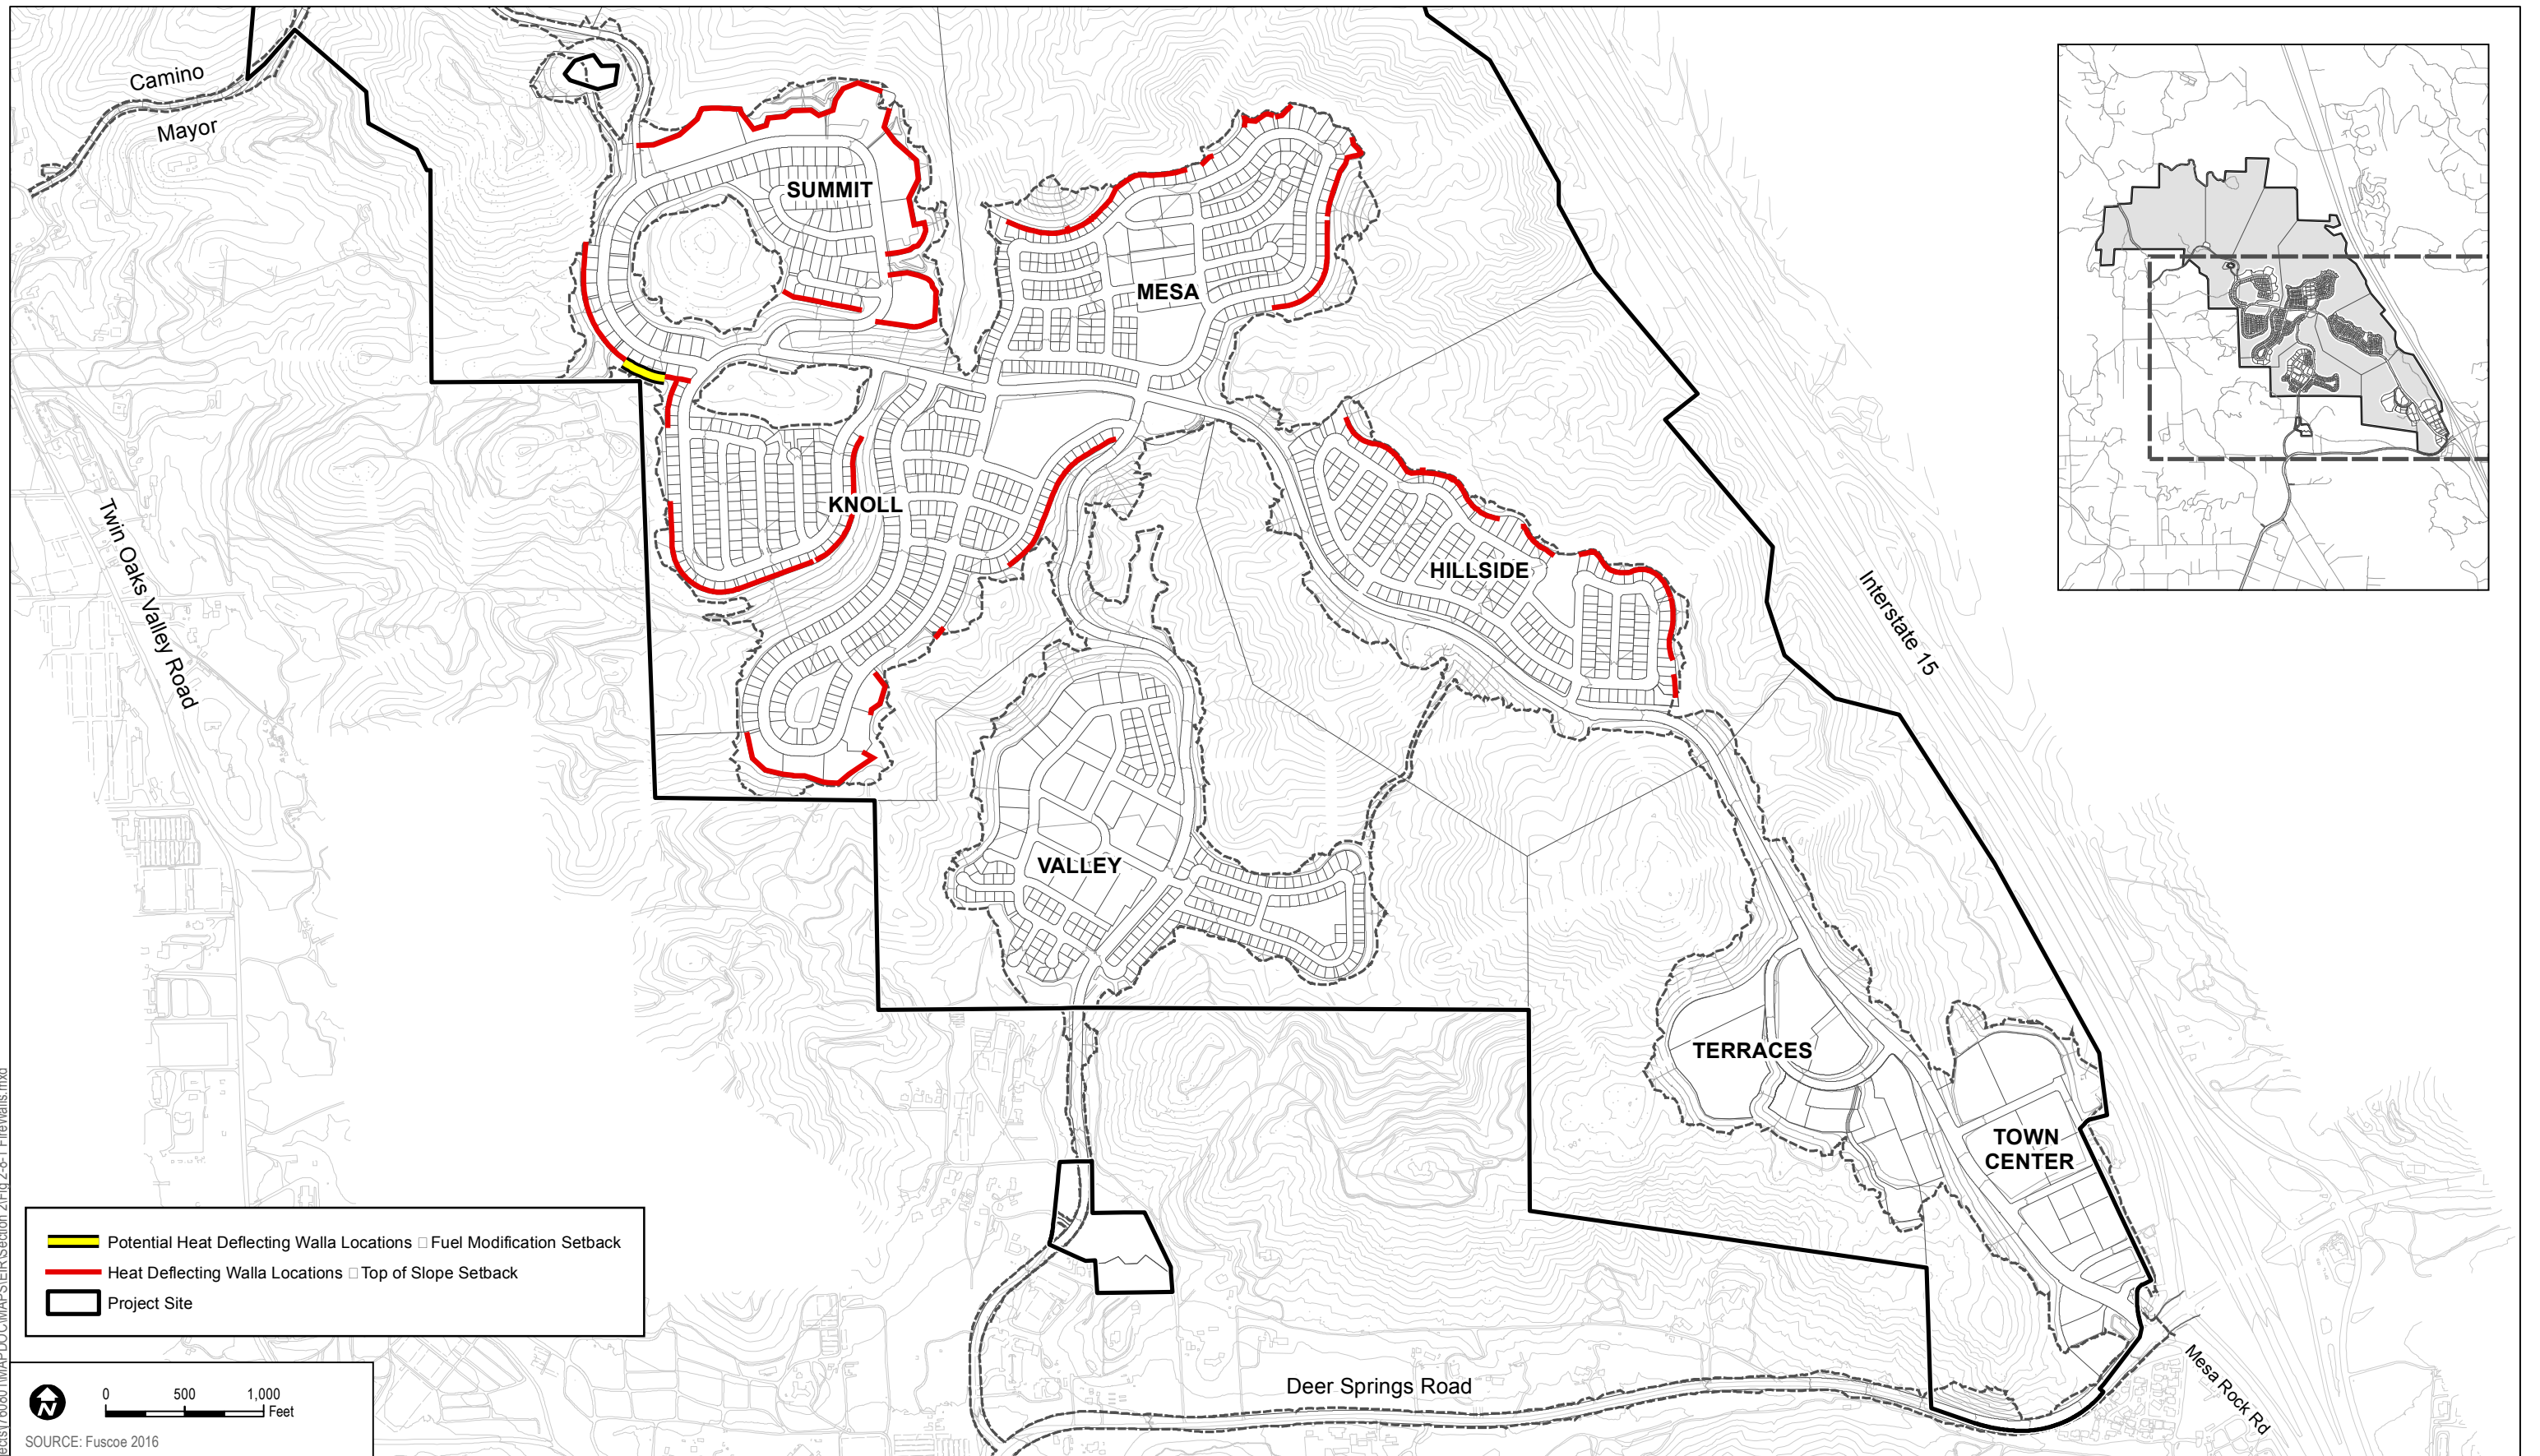 Camino
Mayor
SUMMIT
MESA
KNOLL
HILLSIDE
Twin Oaks Valley Road
Interstate 15
VALLEY
TERRACES
TOWN
CENTER
Deer Springs Road
Mesa Rock Rd
Potential Heat Deflecting Walla Locations □ Fuel Modification Setback
Heat Deflecting Walla Locations □ Top of Slope Setback
Project Site
0 500 1,000
Feet
N
SOURCE: Fuscoe 2016